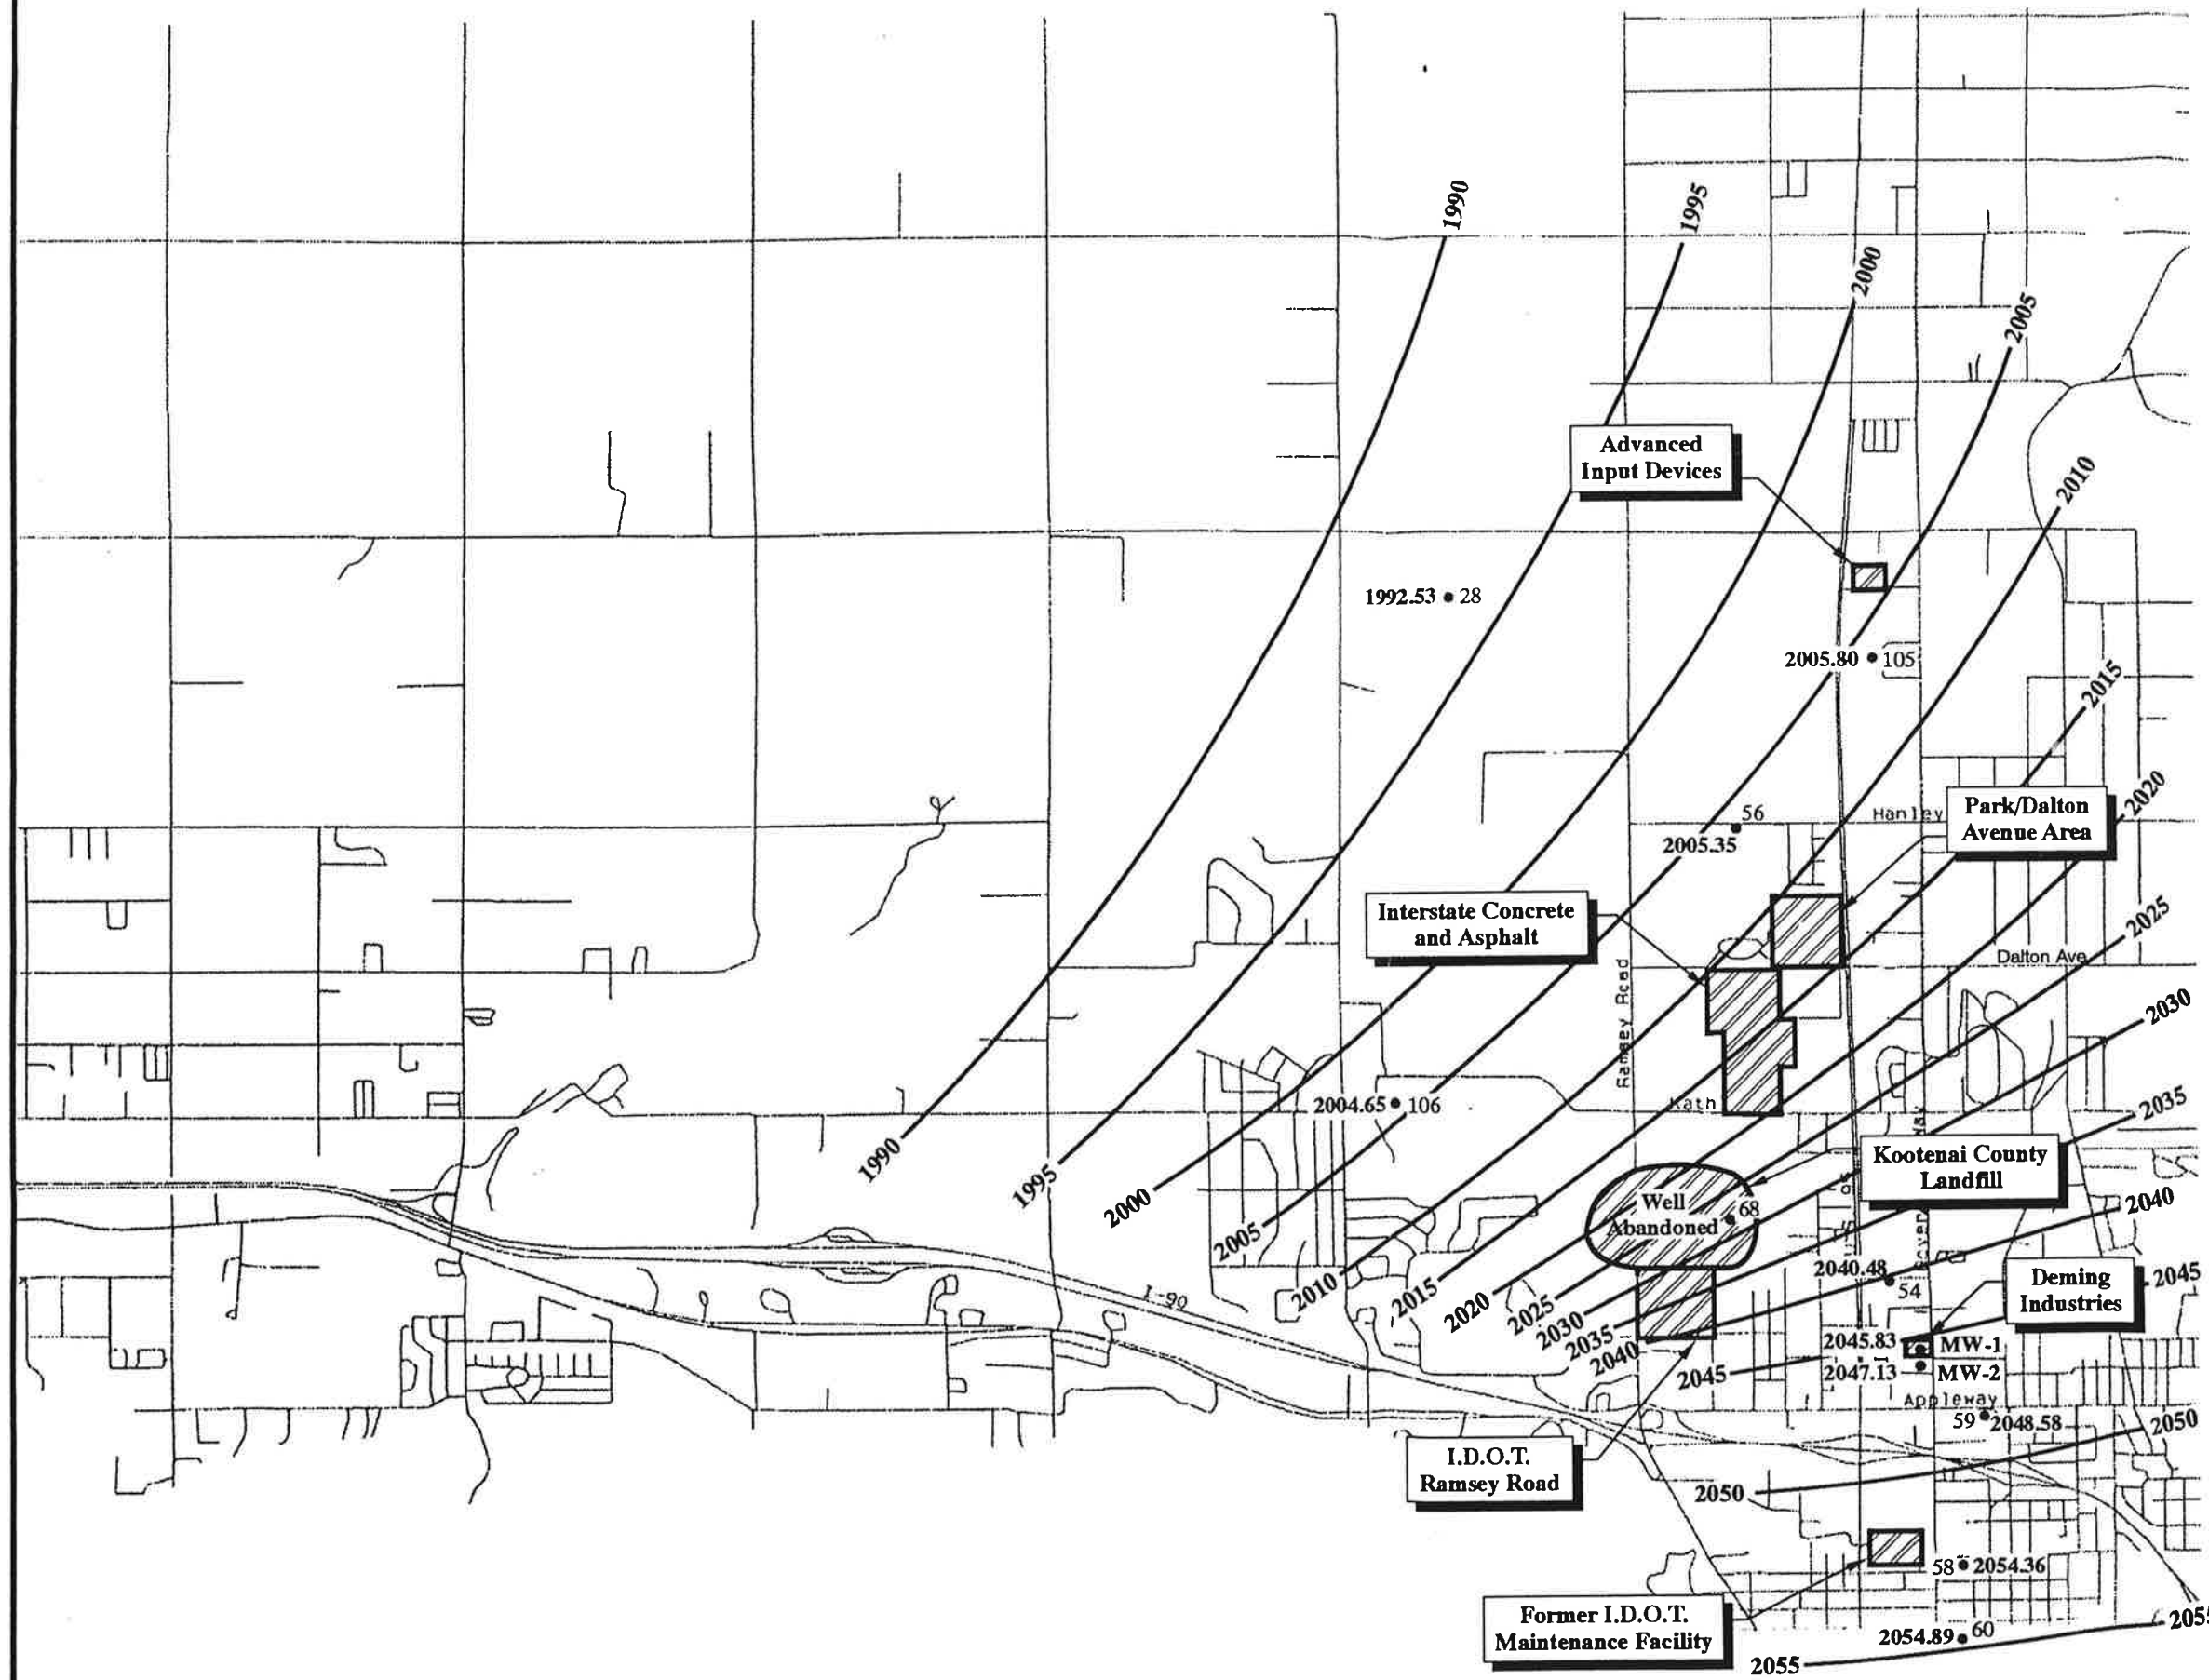 1990
1995
2000
2005
Advanced
Input Devices
2010
1992.53 28
2005.80 105
2015
2020
56
2005.35
Hanley
Park/Dalton
Avenue Area
Interstate Concrete
and Asphalt
2025
Dalton Ave
Ramsey Road
2030
2004.65 106
Kath
2035
1990
1995
2000
2005
2010
2015
2020
2025
2030
2035
2040
Kootenai County
Landfill
Well
Abandoned
68
2040
2040.48
54
Deming
Industries
2045
2045.83 MW-1
2047.13 MW-2
2045
I-90
Appleway
59 2048.58
2050
I.D.O.T.
Ramsey Road
2050
58 2054.36
Former I.D.O.T.
Maintenance Facility
2054.89 60
2055